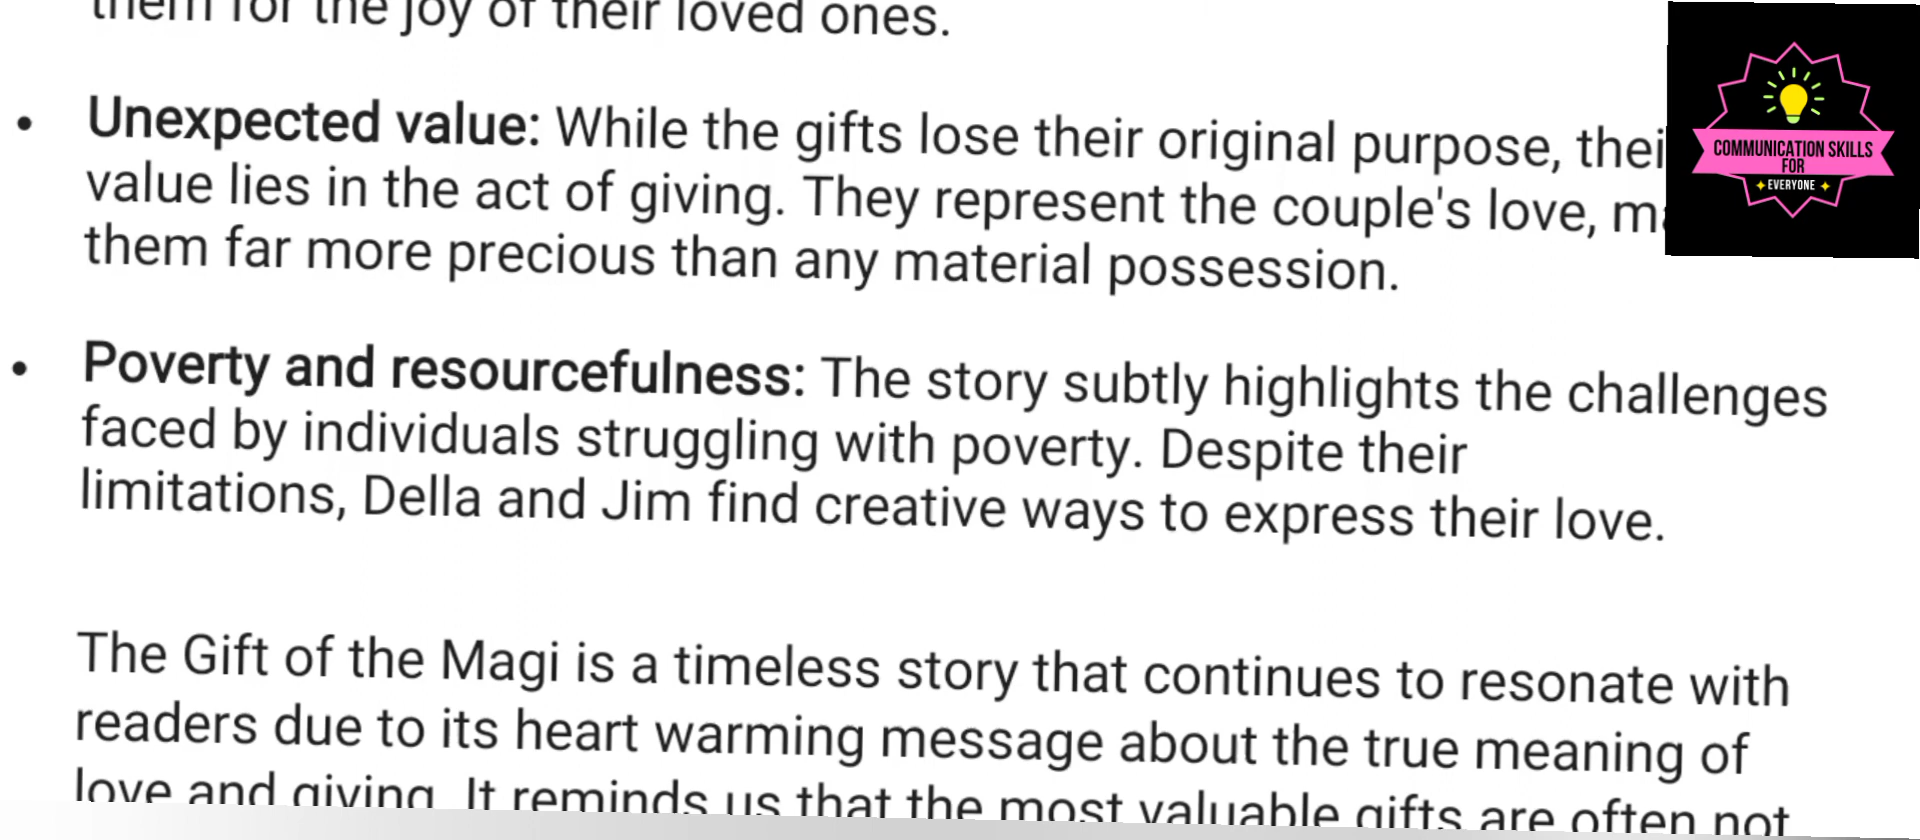 them for the joy of their loved ones.
• Unexpected value: While the gifts lose their original purpose,
value lies in the act of giving. They represent the couple's love,
them far more precious than any material possession.
• Poverty and resourcefulness: The story subtly highlights the challenges
faced by individuals struggling with poverty. Despite their
limitations, Della and Jim find creative ways to express their love.
The Gift of the Magi is a timeless story that continues to resonate with
readers due to its heart warming message about the true meaning of
love and giving. It reminds us that the most valuable gifts are often not
COMMUNICATION SKILLS
FOR
EVERYONE